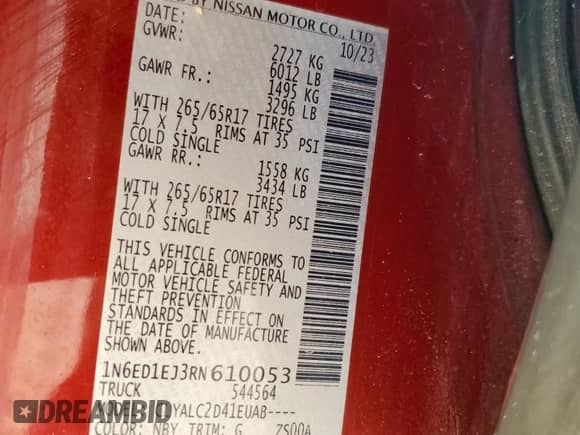 BY NISSAN MOTOR CO., LTD.
DATE: 10/23
GVWR: 2727 KG
6012 LB
GAWR FR.: 1495 KG
3296 LB
WITH 265/65R17 TIRES
17 X 7.5 RIMS AT 35 PSI
COLD SINGLE
GAWR RR.: 1558 KG
3434 LB
WITH 265/65R17 TIRES
17 X 7.5 RIMS AT 35 PSI
COLD SINGLE
THIS VEHICLE CONFORMS TO
ALL APPLICABLE FEDERAL
MOTOR VEHICLE SAFETY AND
THEFT PREVENTION
STANDARDS IN EFFECT ON
THE DATE OF MANUFACTURE
SHOWN ABOVE.
1N6ED1EJ3RN610053
TRUCK 544564
YALC2D41EUAB----
COLOR: NBY TRIM: G ZS00A
DREAMBID